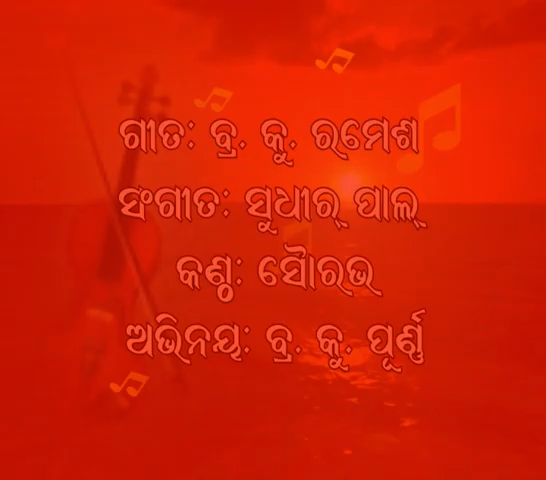 ଗୀତ: ବ୍ର. କୁ. ରମେଶ
ସଂଗୀତ: ସୁଧୀର୍ ପାଲ୍
କଣ୍ଠ: ସୌରଭ
ଅଭିନୟ: ବ୍ର. କୁ. ପୂର୍ଣ୍ଣ